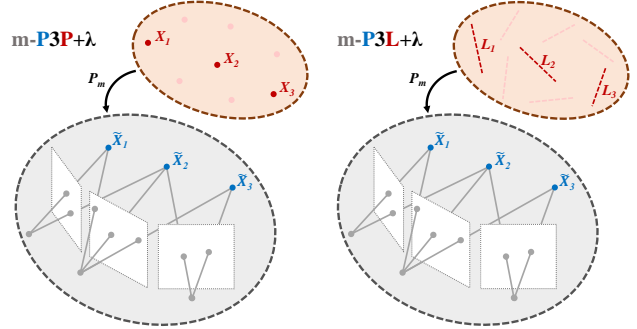 m-P3P+λ
X₁
X₂
X₃
Pₘ
X̃₁
X̃₂
X̃₃
m-P3L+λ
L₁
L₂
L₃
Pₘ
X̃₁
X̃₂
X̃₃